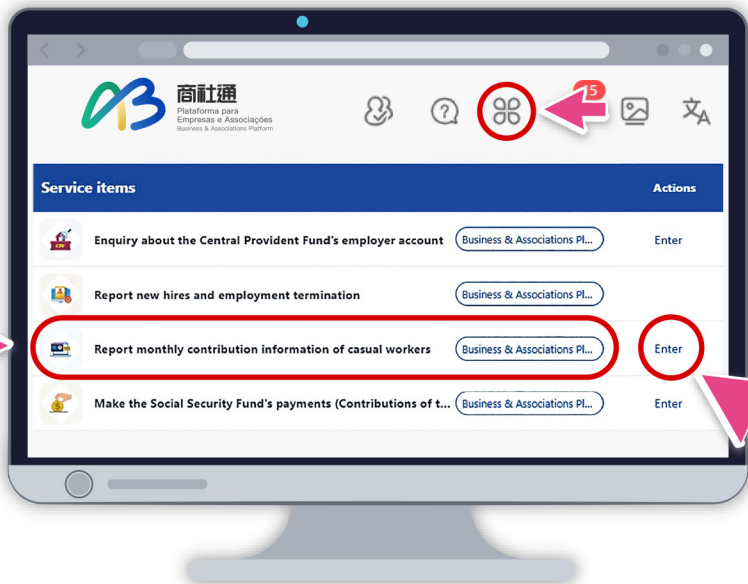 商社通
Plataforma para
Empresas e Associações
Business & Associations Platform
15
Service items Actions
Enquiry about the Central Provident Fund's employer account Business & Associations Pl... Enter
Report new hires and employment termination Business & Associations Pl...
Report monthly contribution information of casual workers Business & Associations Pl... Enter
Make the Social Security Fund's payments (Contributions of t... Business & Associations Pl... Enter